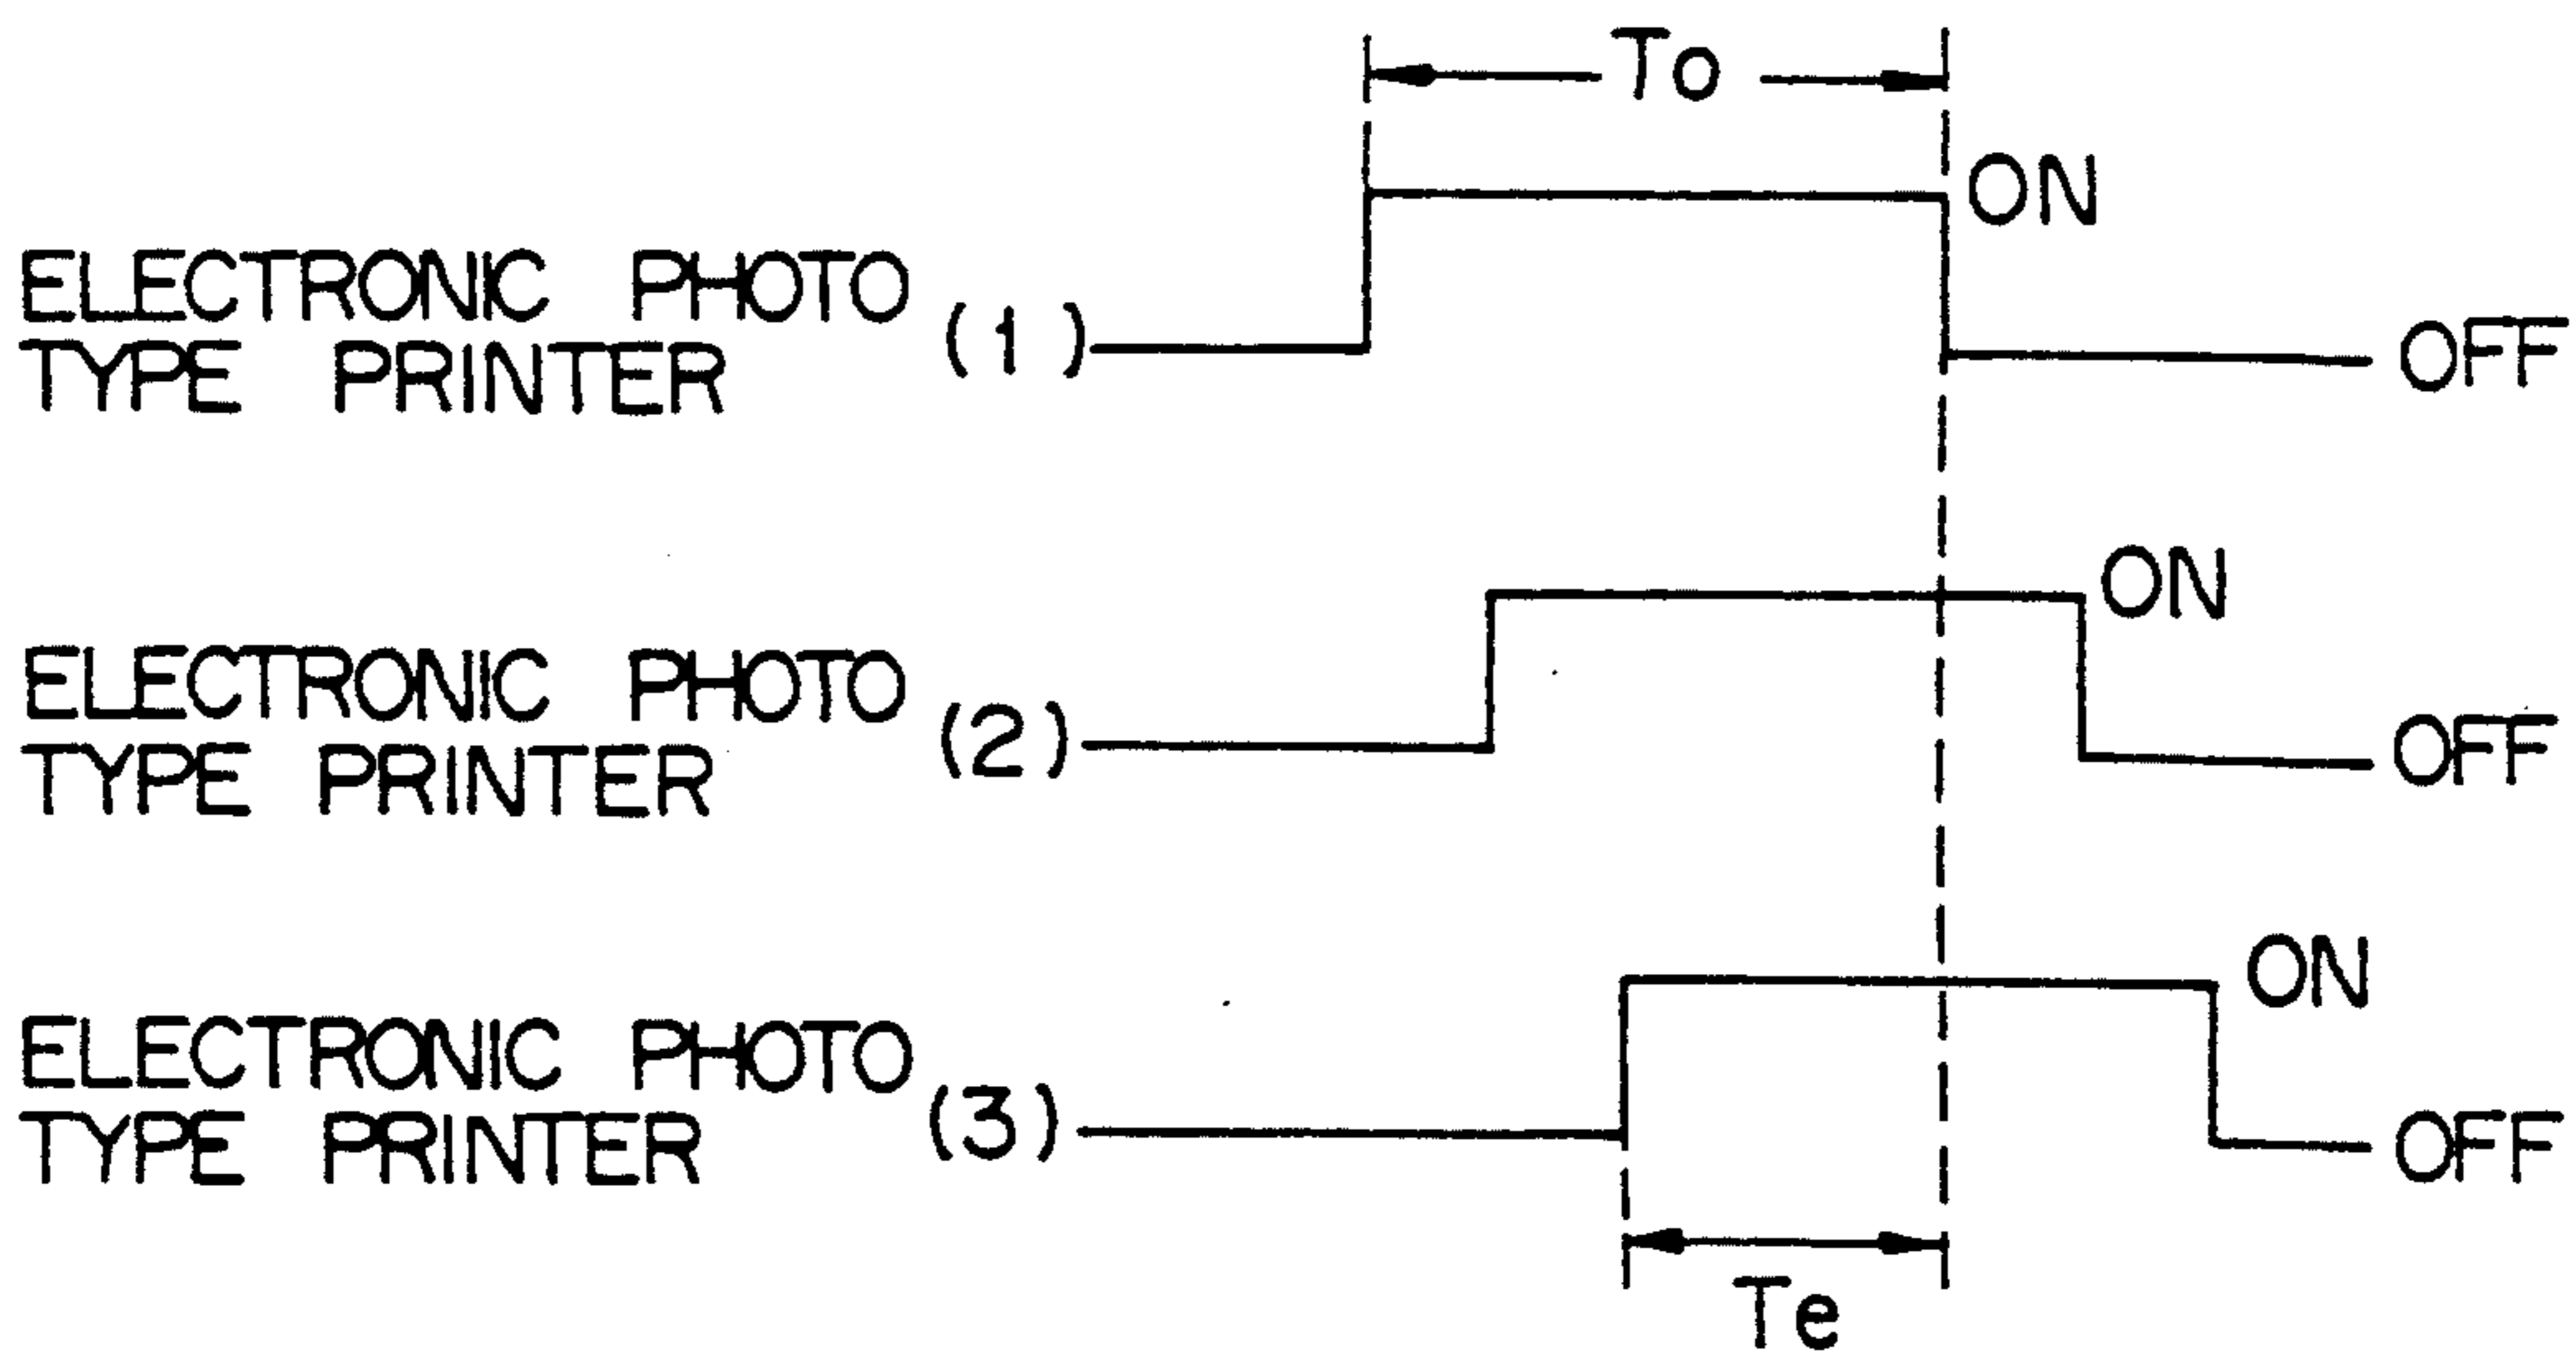 To
ON
ELECTRONIC PHOTO
TYPE PRINTER
(1)
OFF
ON
ELECTRONIC PHOTO
TYPE PRINTER
(2)
OFF
ON
ELECTRONIC PHOTO
TYPE PRINTER
(3)
OFF
Te